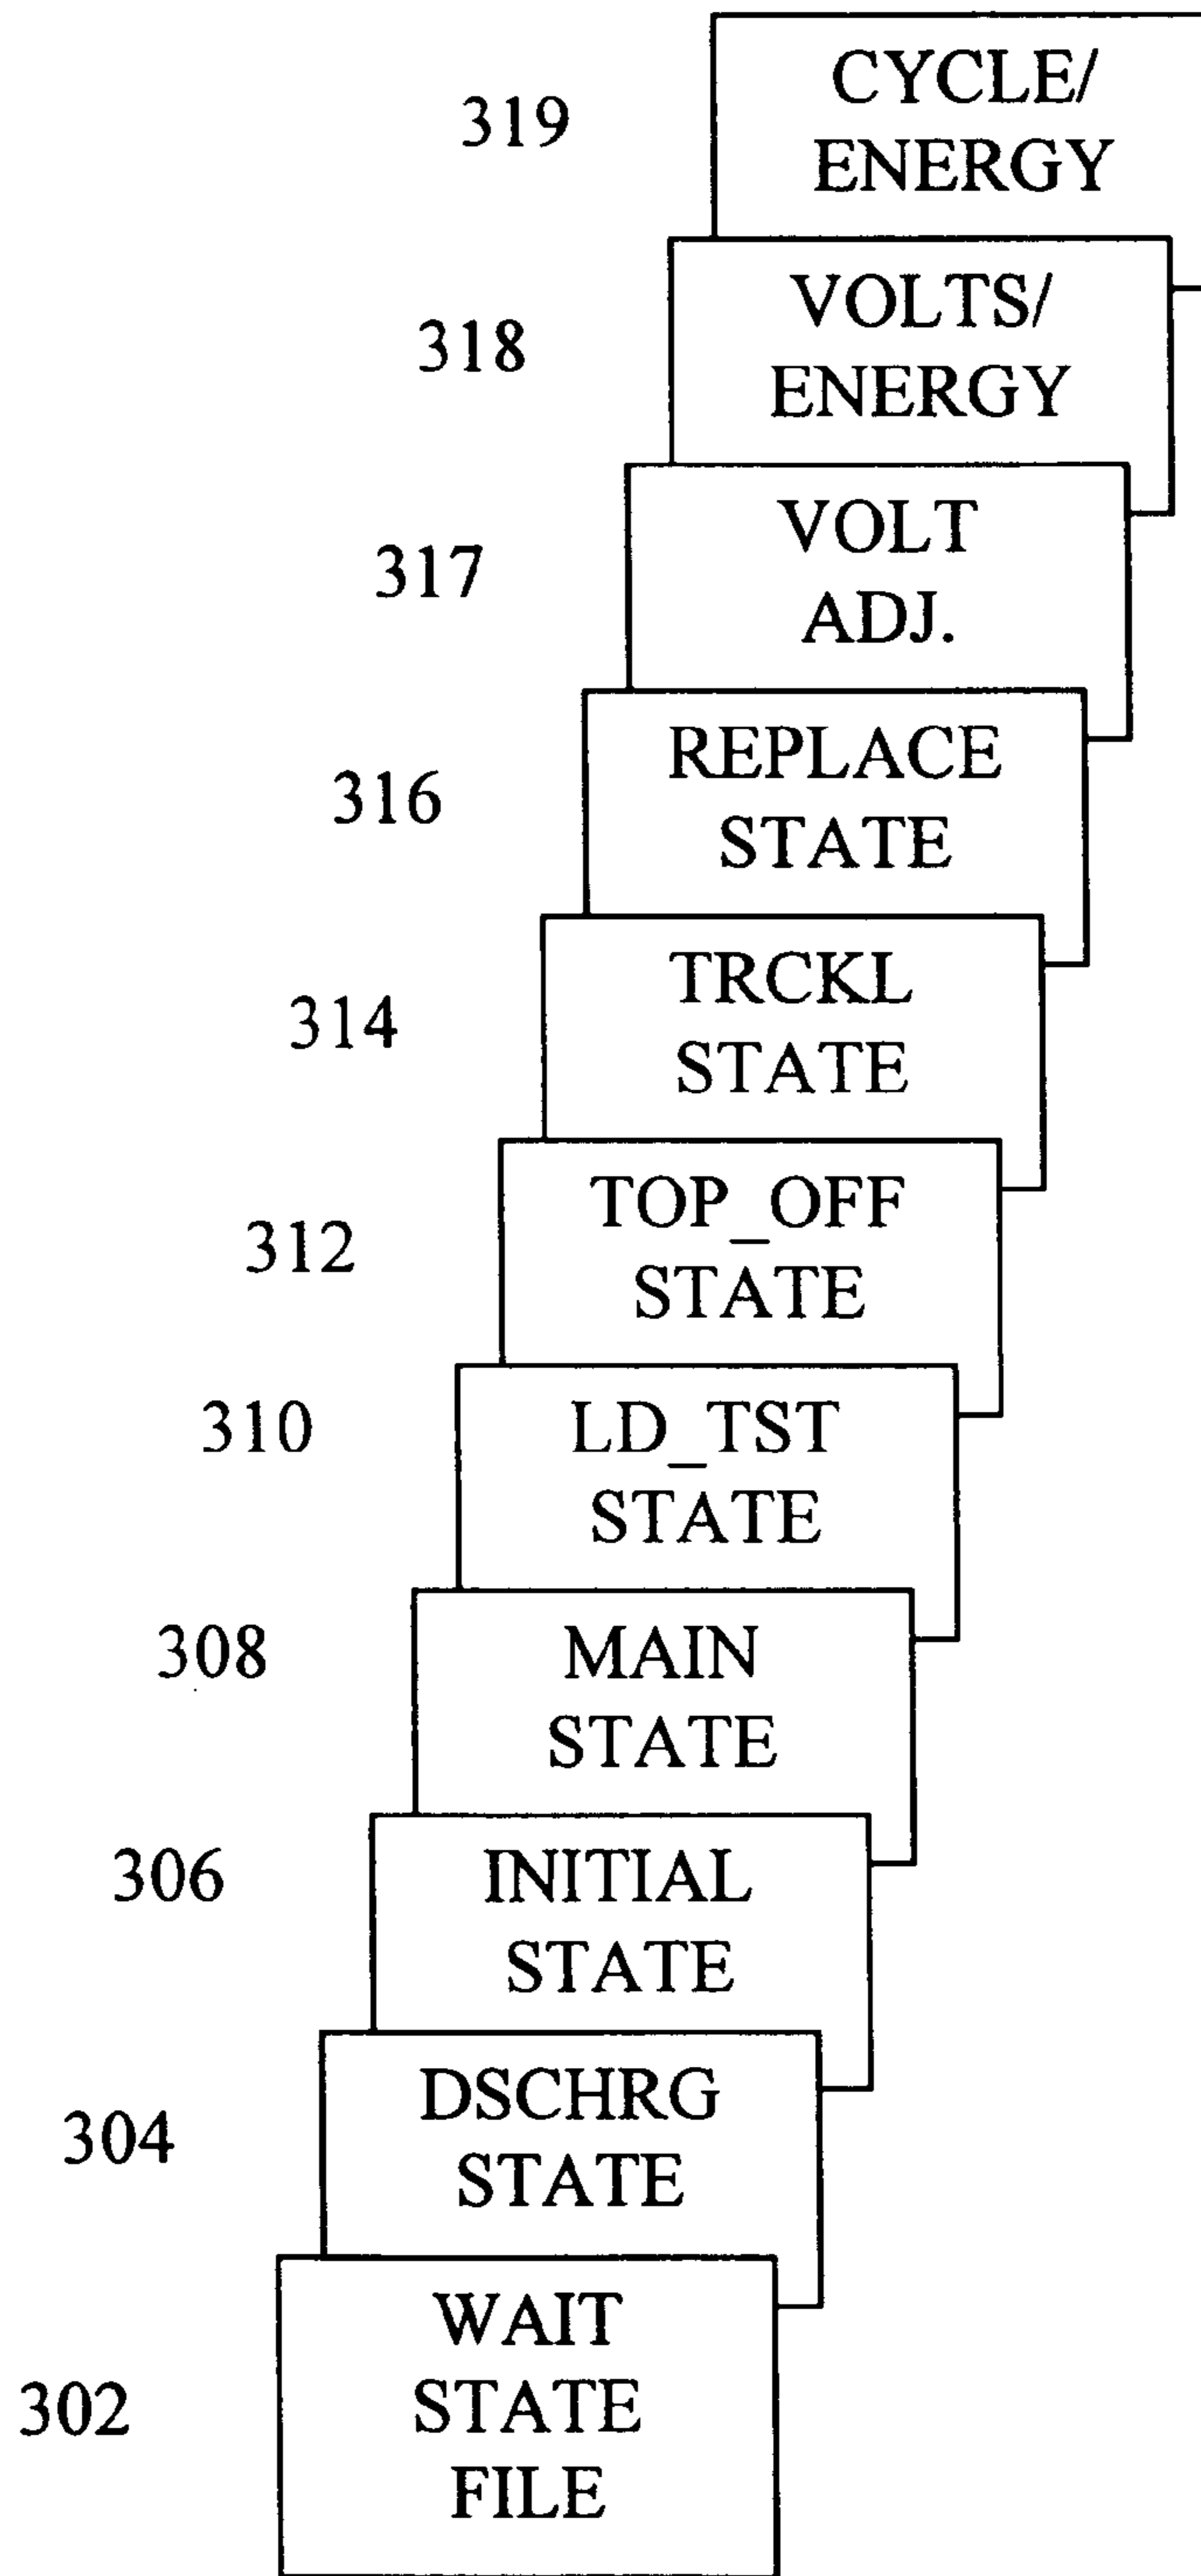 319
CYCLE/
ENERGY
318
VOLTS/
ENERGY
317
VOLT
ADJ.
316
REPLACE
STATE
314
TRCKL
STATE
312
TOP_OFF
STATE
310
LD_TST
STATE
308
MAIN
STATE
306
INITIAL
STATE
304
DSCHRG
STATE
302
WAIT
STATE
FILE